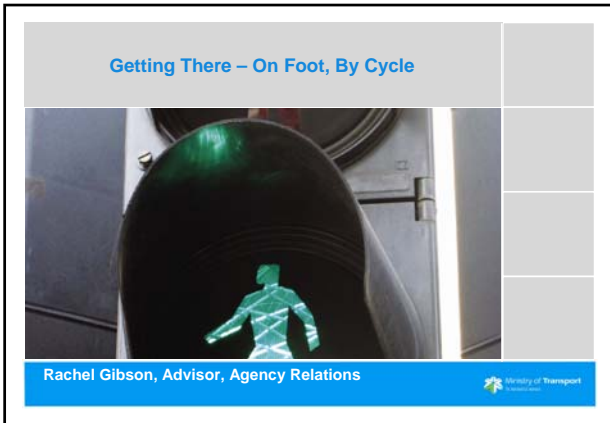 Getting There – On Foot, By Cycle
Rachel Gibson, Advisor, Agency Relations
Ministry of Transport